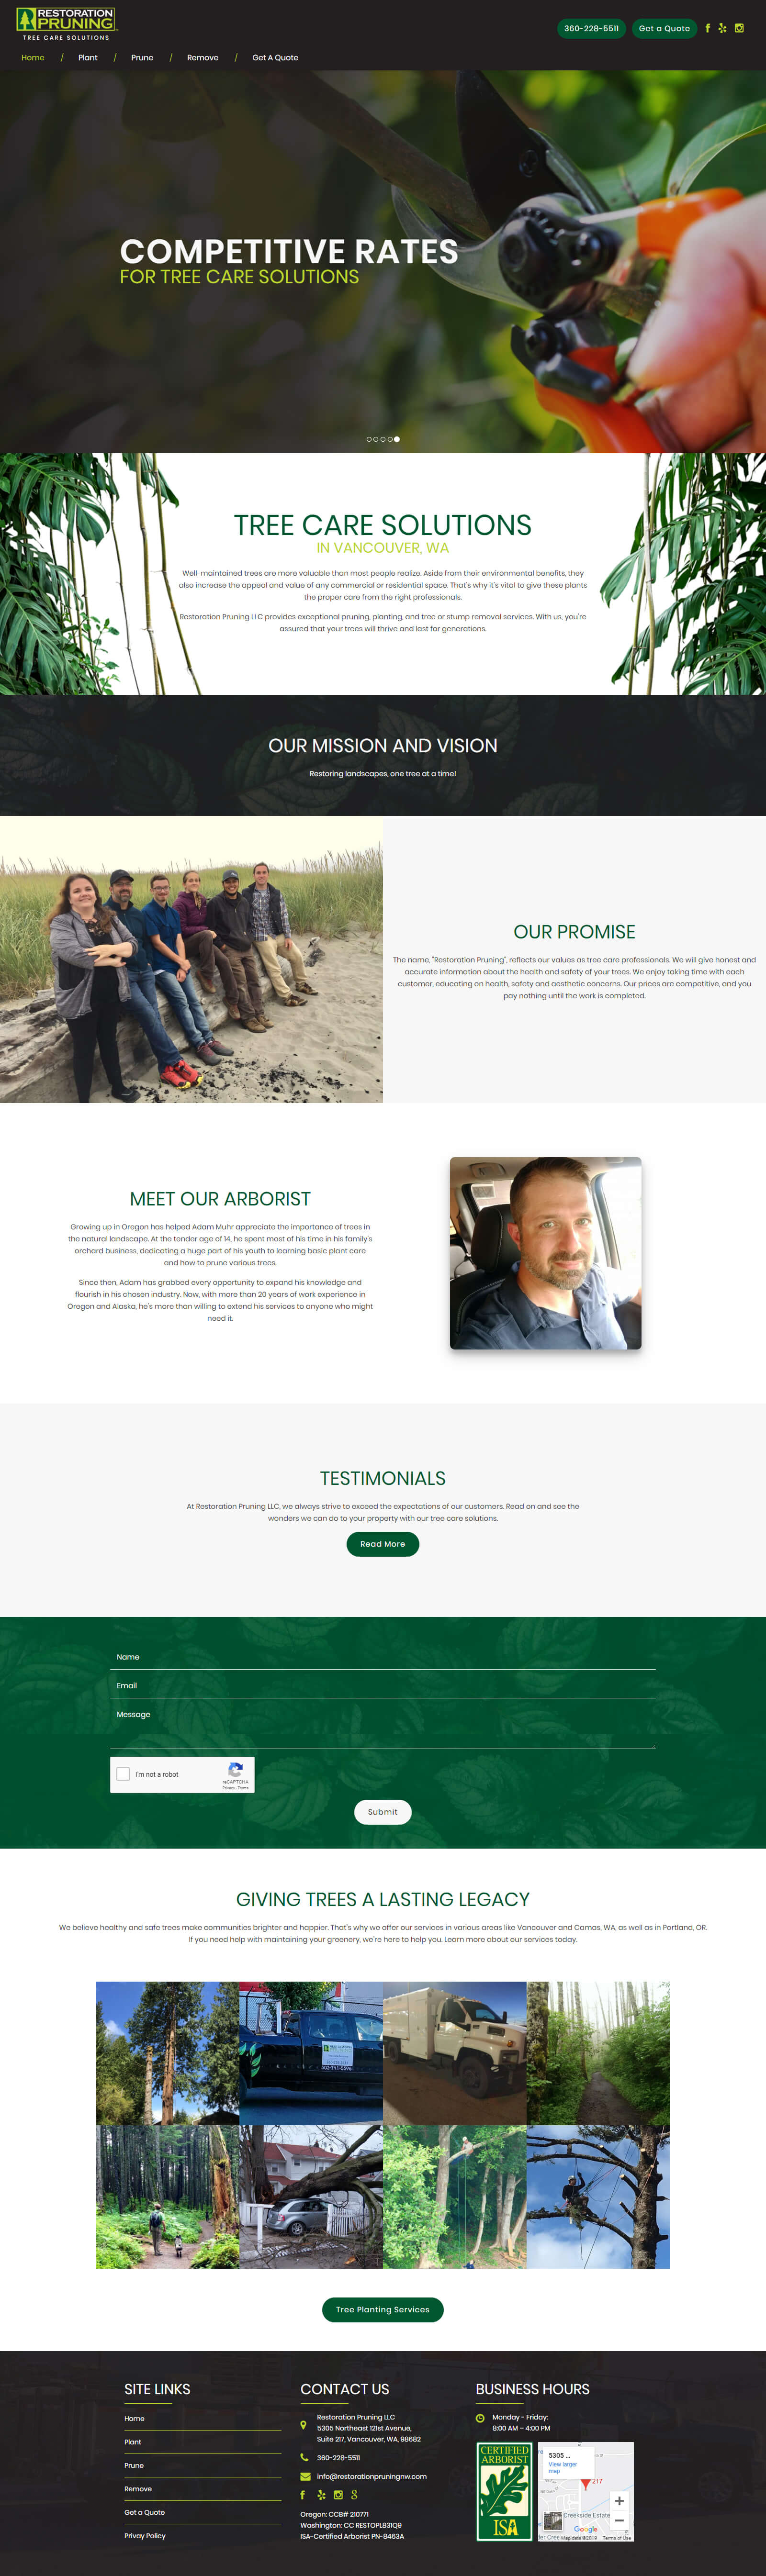 RESTORATION
PRUNING
TREE CARE SOLUTIONS
360-228-5511
Get a Quote
Home / Plant / Prune / Remove / Get A Quote
COMPETITIVE RATES
FOR TREE CARE SOLUTIONS
TREE CARE SOLUTIONS
IN VANCOUVER, WA
Well-maintained trees are more valuable than most people realize. Aside from their environmental benefits, they
also increase the appeal and value of any commercial or residential space. That's why it's vital to give these plants
the proper care from the right professionals.
Restoration Pruning LLC provides exceptional pruning, planting, and tree or stump removal services. With us, you're
assured that your trees will thrive and last for generations.
OUR MISSION AND VISION
Restoring landscapes, one tree at a time!
OUR PROMISE
The name, "Restoration Pruning", reflects our values as tree care professionals. We will give honest and
accurate information about the health and safety of your trees. We enjoy taking time with each
customer, educating on health, safety and aesthetic concerns. Our prices are competitive, and you
pay nothing until the work is completed.
MEET OUR ARBORIST
Growing up in Oregon has helped Adam Muhr appreciate the importance of trees in
the natural landscape. At the tender age of 14, he spent most of his time in his family's
orchard business, dedicating a huge part of his youth to learning basic plant care
and how to prune various trees.
Since then, Adam has grabbed every opportunity to expand his knowledge and
flourish in his chosen industry. Now, with more than 20 years of work experience in
Oregon and Alaska, he's more than willing to extend his services to anyone who might
need it.
TESTIMONIALS
At Restoration Pruning LLC, we always strive to exceed the expectations of our customers. Read on and see the
wonders we can do to your property with our tree care solutions.
Read More
Name
Email
Message
I'm not a robot
reCAPTCHA
Privacy - Terms
Submit
GIVING TREES A LASTING LEGACY
We believe healthy and safe trees make communities brighter and happier. That's why we offer our services in various areas like Vancouver and Camas, WA, as well as in Portland, OR.
If you need help with maintaining your greenery, we're here to help you. Learn more about our services today.
Tree Planting Services
SITE LINKS
Home
Plant
Prune
Remove
Get a Quote
Privay Policy
CONTACT US
Restoration Pruning LLC
5305 Northeast 121st Avenue,
Suite 217, Vancouver, WA, 98682
360-228-5511
info@restorationpruningnw.com
Oregon: CCB# 210771
Washington: CC RESTOPL831Q9
ISA-Certified Arborist PN-8463A
BUSINESS HOURS
Monday - Friday:
8:00 AM – 4:00 PM
CERTIFIED
ARBORIST
ISA
5305 ...
View larger
map
217
Creekside Estate
Google
Map data ©2019 Terms of Use